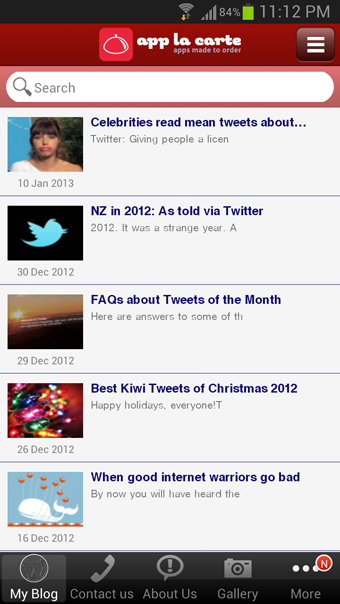 84% 11:12 PM
app la carte
apps made to order
Search
Celebrities read mean tweets about...
Twitter: Giving people a licen
10 Jan 2013
NZ in 2012: As told via Twitter
2012. It was a strange year. A
30 Dec 2012
FAQs about Tweets of the Month
Here are answers to some of th
29 Dec 2012
Best Kiwi Tweets of Christmas 2012
Happy holidays, everyone!T
26 Dec 2012
When good internet warriors go bad
By now you will have heard the
16 Dec 2012
N
My Blog Contact us About Us Gallery More